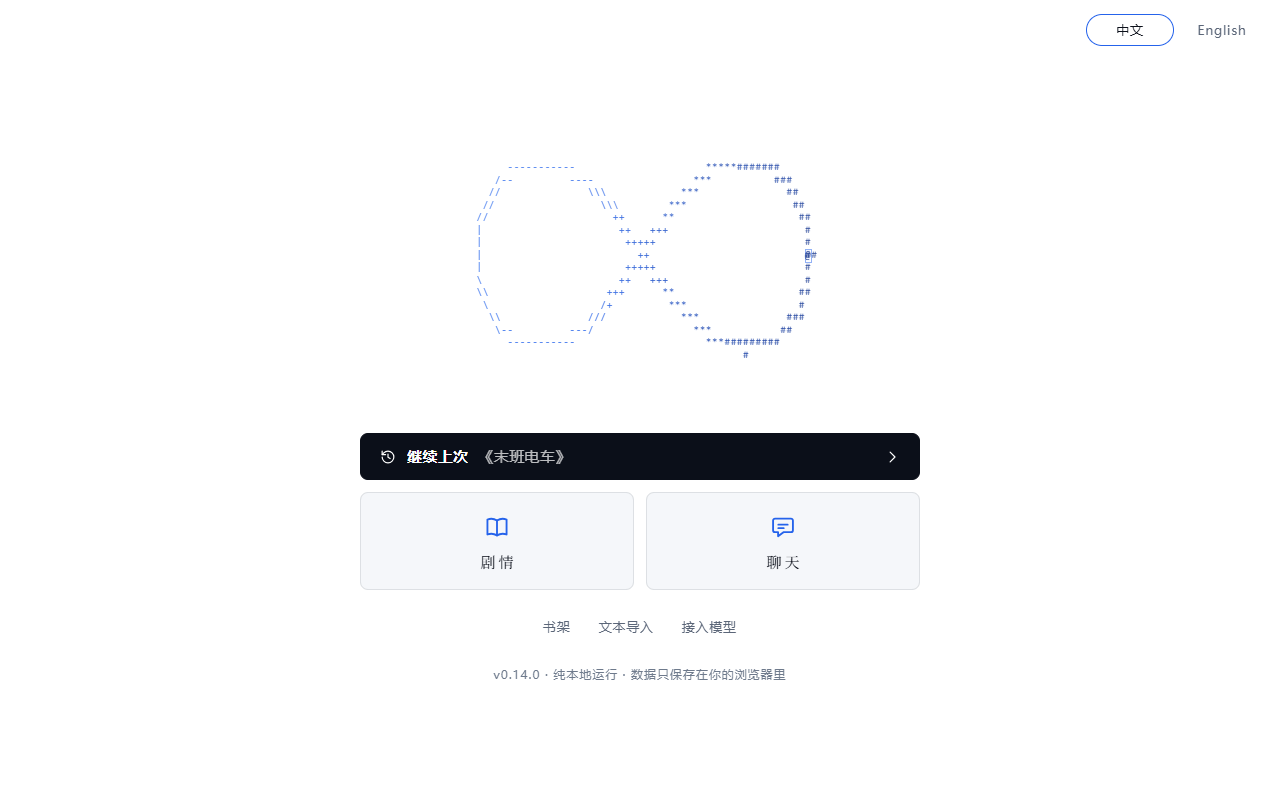 中文 English
继续上次 《末班电车》
剧情 聊天
书架 文本导入 接入模型
v0.14.0 · 纯本地运行 · 数据只保存在你的浏览器里